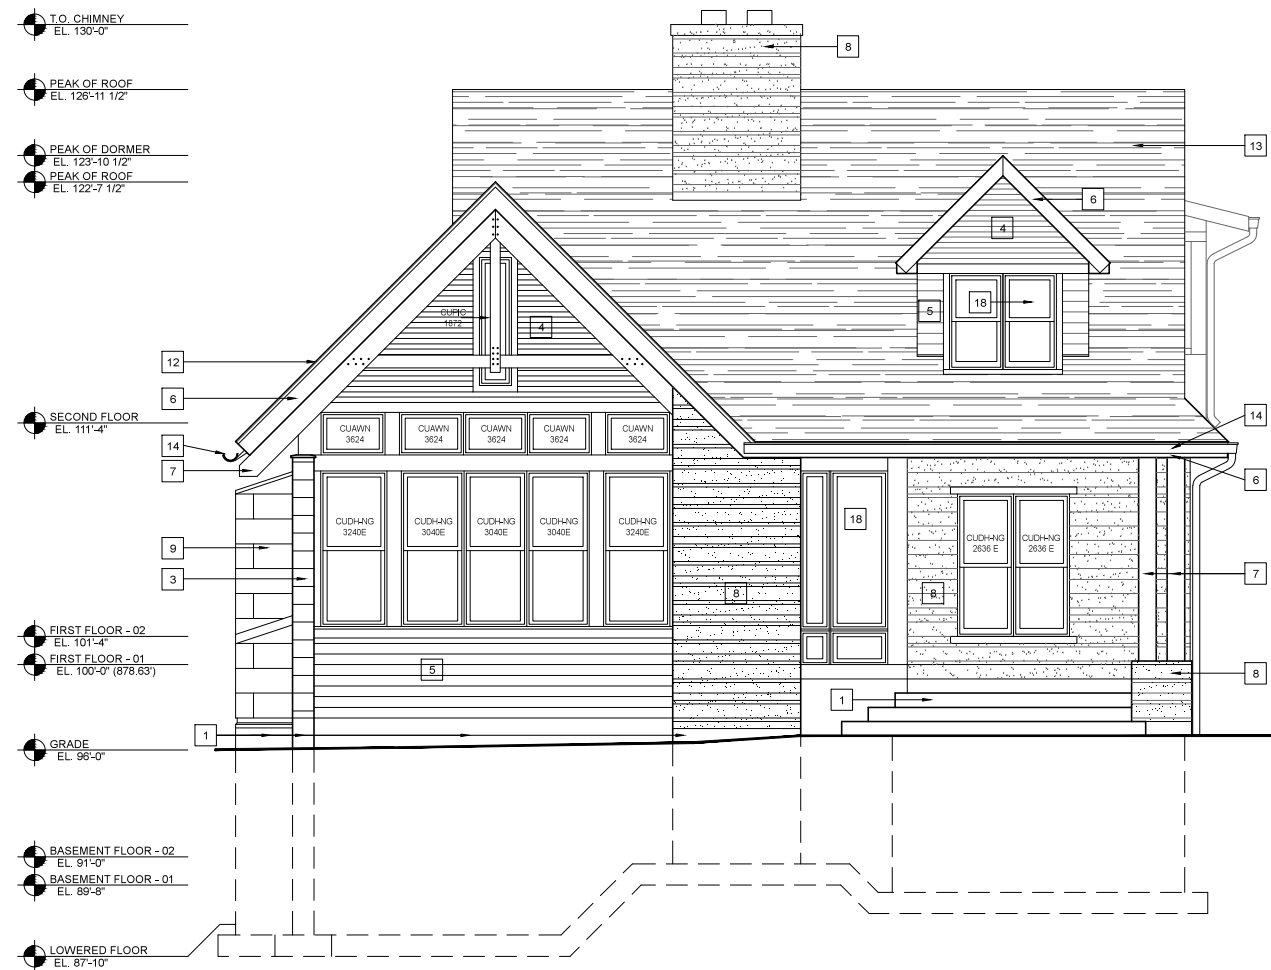 T.O. CHIMNEY
EL. 130'-0"
8
PEAK OF ROOF
EL. 126'-11 1/2"
PEAK OF DORMER
EL. 123'-10 1/2"
13
PEAK OF ROOF
EL. 122'-7 1/2"
6
4
18
5
CUPIC
1872
4
12
6
SECOND FLOOR
EL. 111'-4"
14
CUAWN
3624
CUAWN
3624
CUAWN
3624
CUAWN
3624
CUAWN
3624
14
7
6
CUDH-NG
3240E
CUDH-NG
3040E
CUDH-NG
3040E
CUDH-NG
3040E
CUDH-NG
3240E
18
CUDH-NG
2636 E
CUDH-NG
2636 E
9
3
7
8
8
FIRST FLOOR - 02
EL. 101'-4"
FIRST FLOOR - 01
EL. 100'-0" (878.63')
5
8
1
1
GRADE
EL. 96'-0"
BASEMENT FLOOR - 02
EL. 91'-0"
BASEMENT FLOOR - 01
EL. 89'-8"
LOWERED FLOOR
EL. 87'-10"